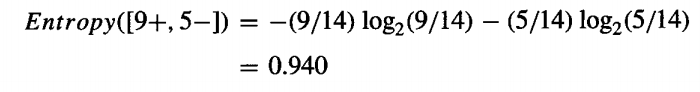 Entropy([9+, 5−]) = −(9/14) log₂(9/14) − (5/14) log₂(5/14)
= 0.940